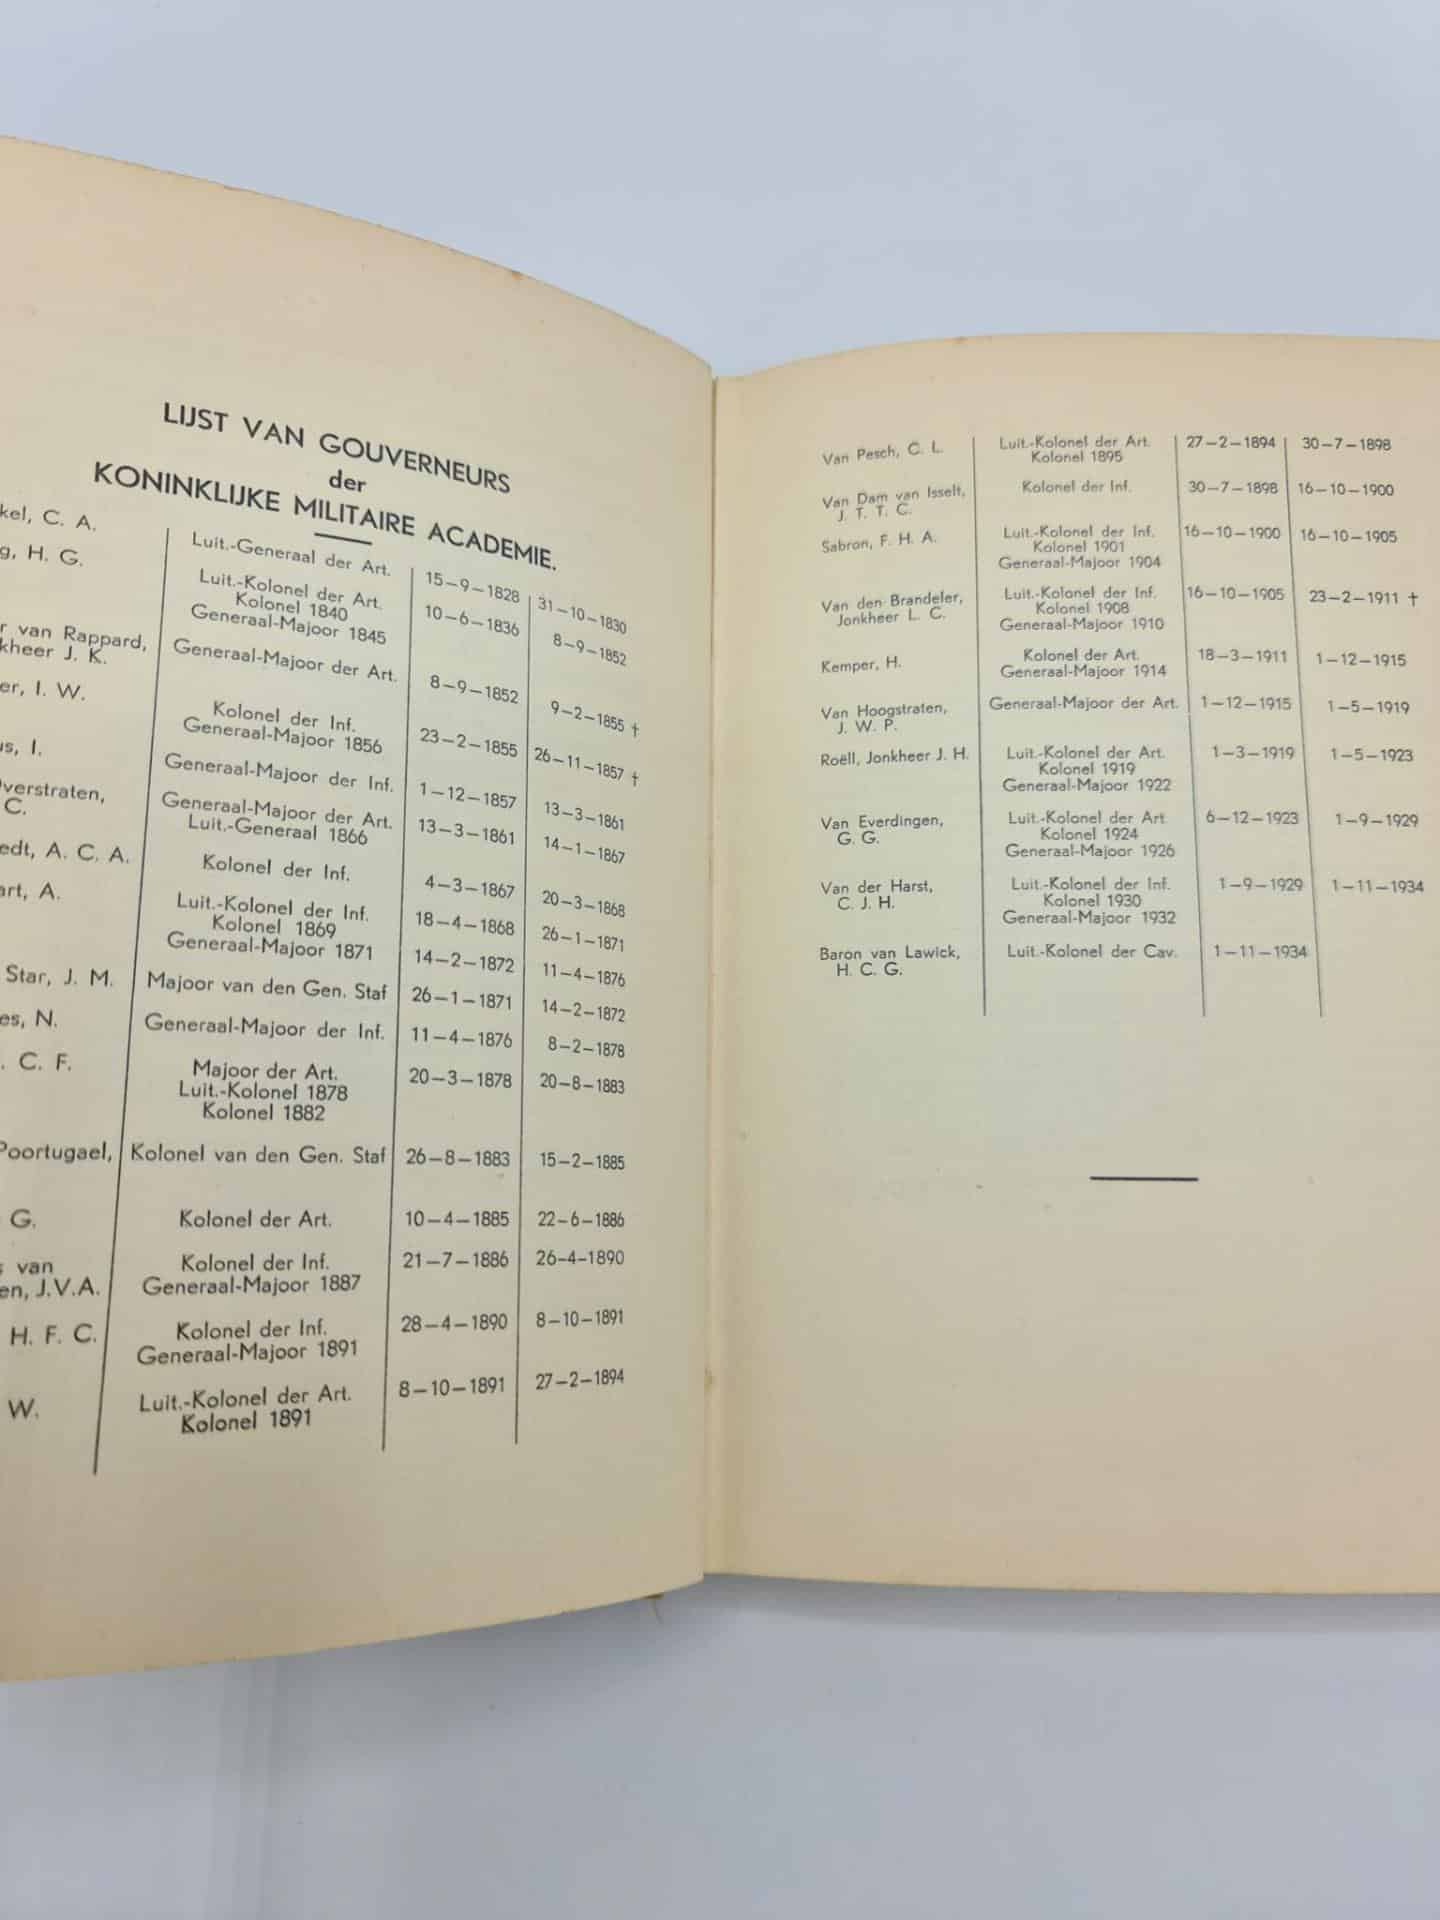 LIJST VAN GOUVERNEURS
der
KONINKLIJKE MILITAIRE ACADEMIE.
kel, C. A. Luit.-Generaal der Art. 15—9—1828 31—10—1830
g, H. G. Luit.-Kolonel der Art. 10—6—1836 8—9—1852
Kolonel 1840
Generaal-Majoor 1845
r van Rappard, Generaal-Majoor der Art. 8—9—1852 9—2—1855 †
kheer J. K.
er, I. W. Kolonel der Inf. 23—2—1855 26—11—1857 †
Generaal-Majoor 1856
us, I. Generaal-Majoor der Inf. 1—12—1857 13—3—1861
Overstraten, Generaal-Majoor der Art. 13—3—1861 14—1—1867
C. Luit.-Generaal 1866
edt, A. C. A. Kolonel der Inf. 4—3—1867 20—3—1868
art, A. Luit.-Kolonel der Inf. 18—4—1868 26—1—1871
Kolonel 1869
Generaal-Majoor 1871 14—2—1872 11—4—1876
Star, J. M. Majoor van den Gen. Staf 26—1—1871 14—2—1872
es, N. Generaal-Majoor der Inf. 11—4—1876 8—2—1878
. C. F. Majoor der Art. 20—3—1878 20—8—1883
Luit.-Kolonel 1878
Kolonel 1882
Poortugael, Kolonel van den Gen. Staf 26—8—1883 15—2—1885
G. Kolonel der Art. 10—4—1885 22—6—1886
s van Kolonel der Inf. 21—7—1886 26-4-1890
en, J.V.A. Generaal-Majoor 1887
H. F. C. Kolonel der Inf. 28—4—1890 8—10—1891
Generaal-Majoor 1891
W. Luit.-Kolonel der Art. 8—10—1891 27—2—1894
Kolonel 1891
Van Pesch, C. L. Luit.-Kolonel der Art. 27—2—1894 30—7—1898
Kolonel 1895
Van Dam van Isselt, Kolonel der Inf. 30—7—1898 16—10—1900
J. T. T. C.
Sabron, F. H. A. Luit.-Kolonel der Inf. 16—10—1900 16—10—1905
Kolonel 1901
Generaal-Majoor 1904
Van den Brandeler, Luit.-Kolonel der Inf. 16—10—1905 23—2—1911 †
Jonkheer L. C. Kolonel 1908
Generaal-Majoor 1910
Kemper, H. Kolonel der Art. 18—3—1911 1—12—1915
Generaal-Majoor 1914
Van Hoogstraten, Generaal-Majoor der Art. 1—12—1915 1—5—1919
J. W. P.
Roëll, Jonkheer J. H. Luit.-Kolonel der Art. 1—3—1919 1—5—1923
Kolonel 1919
Generaal-Majoor 1922
Van Everdingen, Luit.-Kolonel der Art 6—12—1923 1—9—1929
G. G. Kolonel 1924
Generaal-Majoor 1926
Van der Harst, Luit.-Kolonel der Inf. 1—9—1929 1—11—1934
C. J. H. Kolonel 1930
Generaal-Majoor 1932
Baron van Lawick, Luit.-Kolonel der Cav. 1—11—1934
H. C. G.